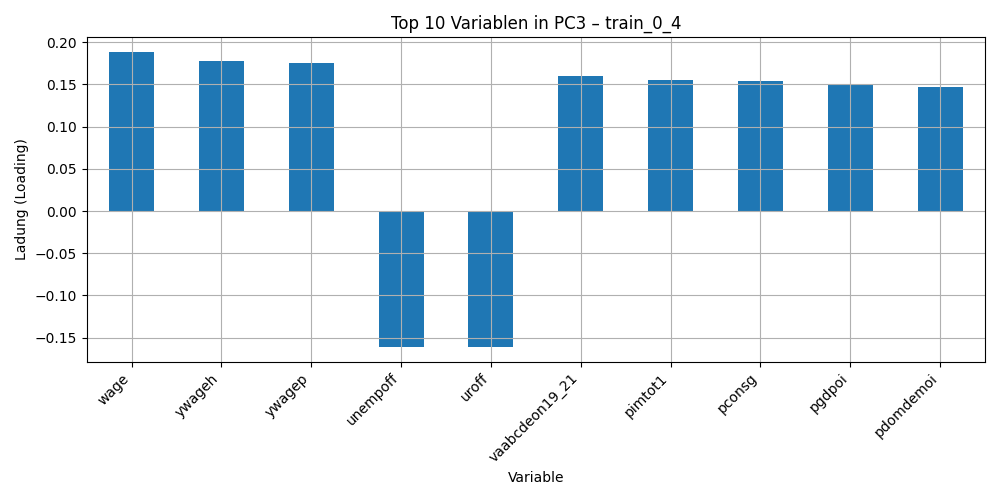 Top 10 Variablen in PC3 – train_0_4
Ladung (Loading)
0.20
0.15
0.10
0.05
0.00
−0.05
−0.10
−0.15
wage
ywageh
ywagep
unempoff
uroff
vaabcdeon19_21
pimtot1
pconsg
pgdpoi
pdomdemoi
Variable